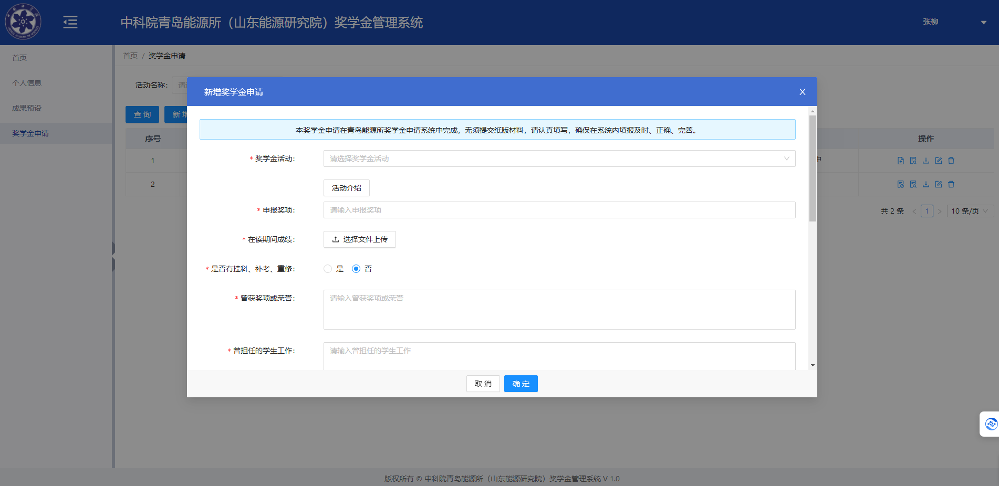 中科院青岛能源所（山东能源研究院）奖学金管理系统
张柳
首页
个人信息
成果预设
奖学金申请
首页 / 奖学金申请
活动名称:
查 询
新 增
序号
操作
1
中
2
共 2 条 < 1 > 10 条/页
新增奖学金申请
本奖学金申请在青岛能源所奖学金申请系统中完成，无须提交纸版材料，请认真填写，确保在系统内填报及时、正确、完善。
* 奖学金活动: 请选择奖学金活动
活动介绍
* 申报奖项: 请输入申报奖项
* 在读期间成绩: 选择文件上传
* 是否有挂科、补考、重修: 是 否
* 曾获奖项或荣誉: 请输入曾获奖项或荣誉
* 曾担任的学生工作: 请输入曾担任的学生工作
取 消 确 定
版权所有 © 中科院青岛能源所（山东能源研究院）奖学金管理系统 V 1.0